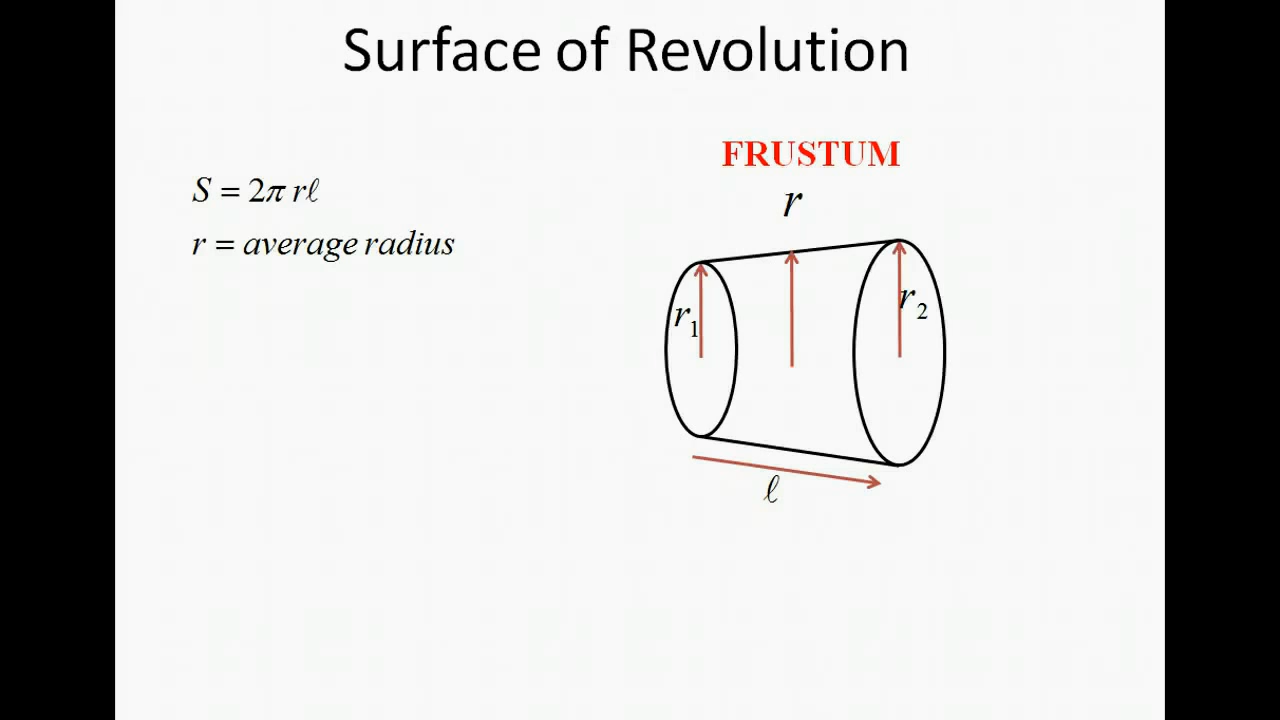 Surface of Revolution
S = 2π rℓ
r = average radius
FRUSTUM
r
r₁
r₂
ℓ